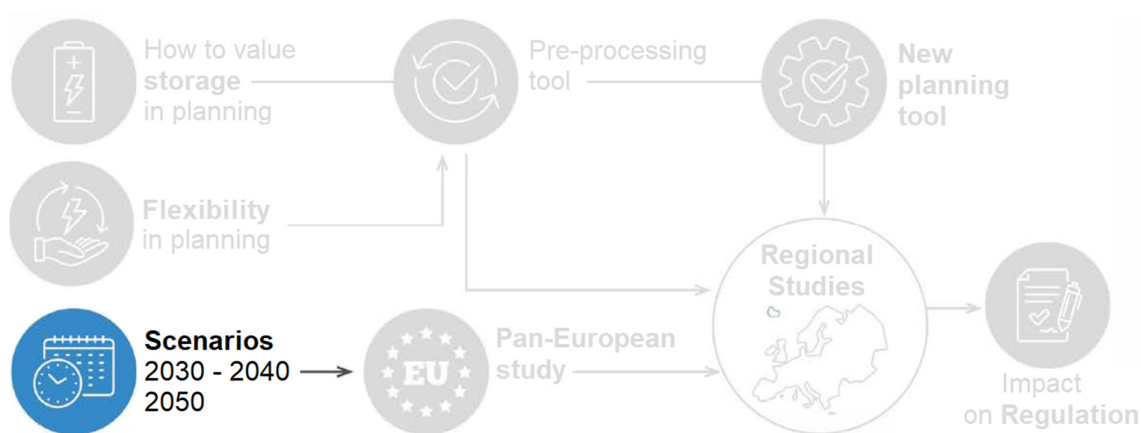 How to value
storage
in planning
Pre-processing
tool
New
planning
tool
Flexibility
in planning
Regional
Studies
Scenarios
2030 - 2040
2050
EU
Pan-European
study
Impact
on Regulation